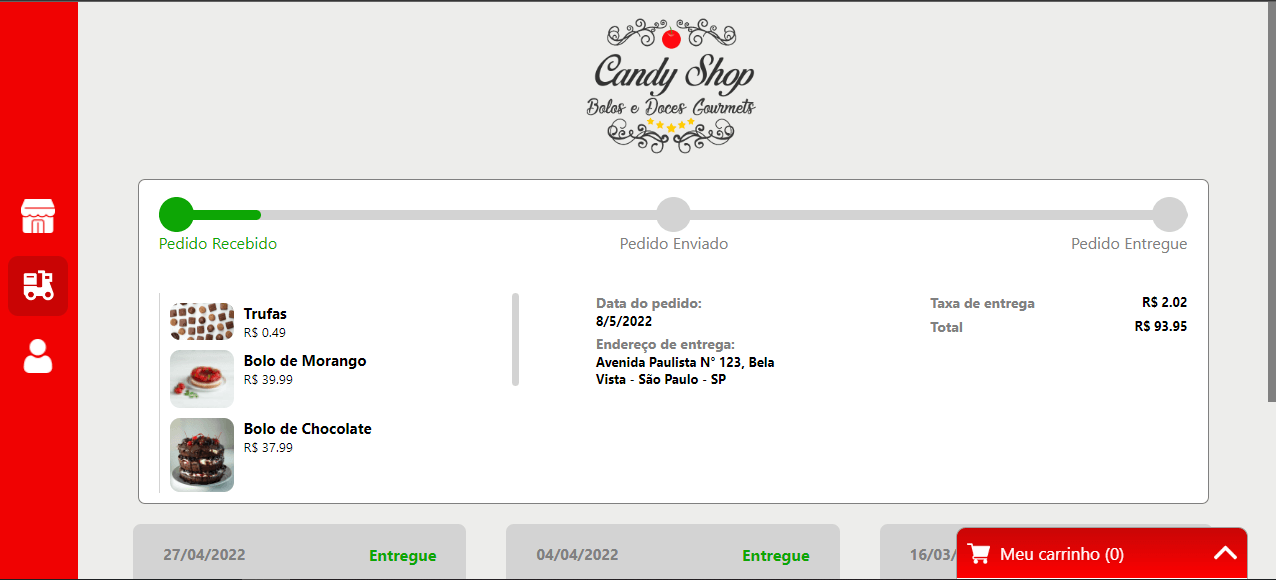 Candy Shop
Bolos e Doces Gourmets
Pedido Recebido
Pedido Enviado
Pedido Entregue
Trufas
R$ 0.49
Bolo de Morango
R$ 39.99
Bolo de Chocolate
R$ 37.99
Data do pedido:
8/5/2022
Endereço de entrega:
Avenida Paulista N° 123, Bela
Vista - São Paulo - SP
Taxa de entrega R$ 2.02
Total R$ 93.95
27/04/2022 Entregue
04/04/2022 Entregue
16/03/
Meu carrinho (0)